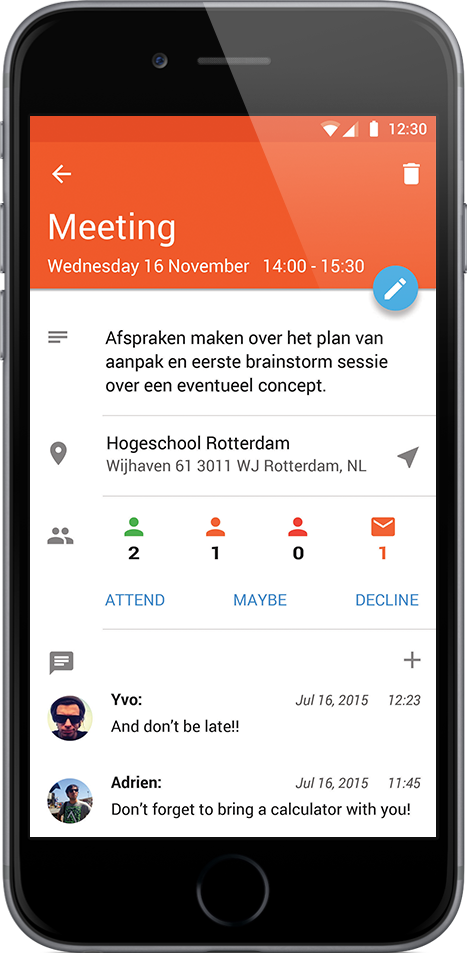 12:30
Meeting
Wednesday 16 November 14:00 - 15:30
Afspraken maken over het plan van
aanpak en eerste brainstorm sessie
over een eventueel concept.
Hogeschool Rotterdam
Wijhaven 61 3011 WJ Rotterdam, NL
2 1 0 1
ATTEND MAYBE DECLINE
Yvo: Jul 16, 2015 12:23
And don't be late!!
Adrien: Jul 16, 2015 11:45
Don't forget to bring a calculator with you!